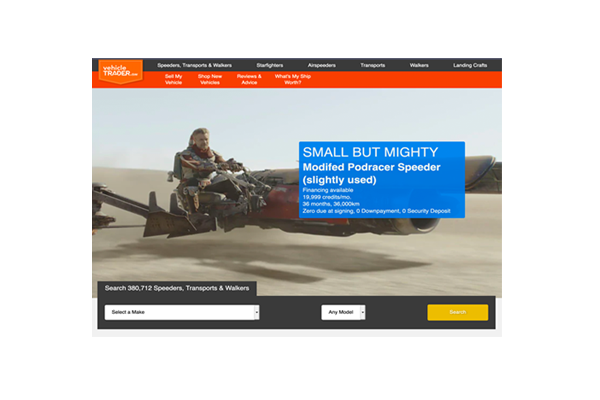 vehicle
TRADER.com
Speeders, Transports & Walkers Starfighters Airspeeders Transports Walkers Landing Crafts
Sell My Vehicle Shop New Vehicles Reviews & Advice What's My Ship Worth?
SMALL BUT MIGHTY
Modifed Podracer Speeder
(slightly used)
Financing available
19,999 credits/mo.
36 months, 36,000km
Zero due at signing, 0 Downpayment, 0 Security Deposit
Search 380,712 Speeders, Transports & Walkers
Select a Make Any Model Search